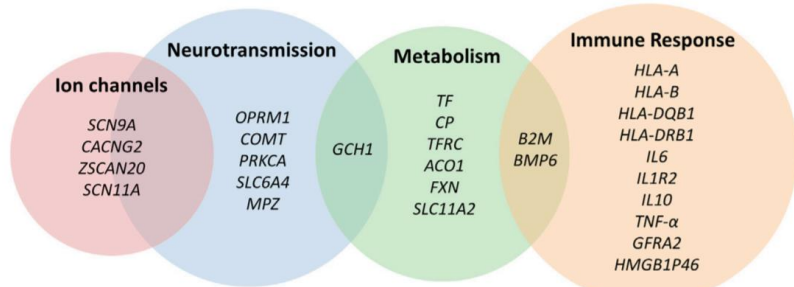 Ion channels
SCN9A
CACNG2
ZSCAN20
SCN11A
Neurotransmission
OPRM1
COMT
PRKCA
SLC6A4
MPZ
GCH1
Metabolism
TF
CP
TFRC
ACO1
FXN
SLC11A2
B2M
BMP6
Immune Response
HLA-A
HLA-B
HLA-DQB1
HLA-DRB1
IL6
IL1R2
IL10
TNF-α
GFRA2
HMGB1P46